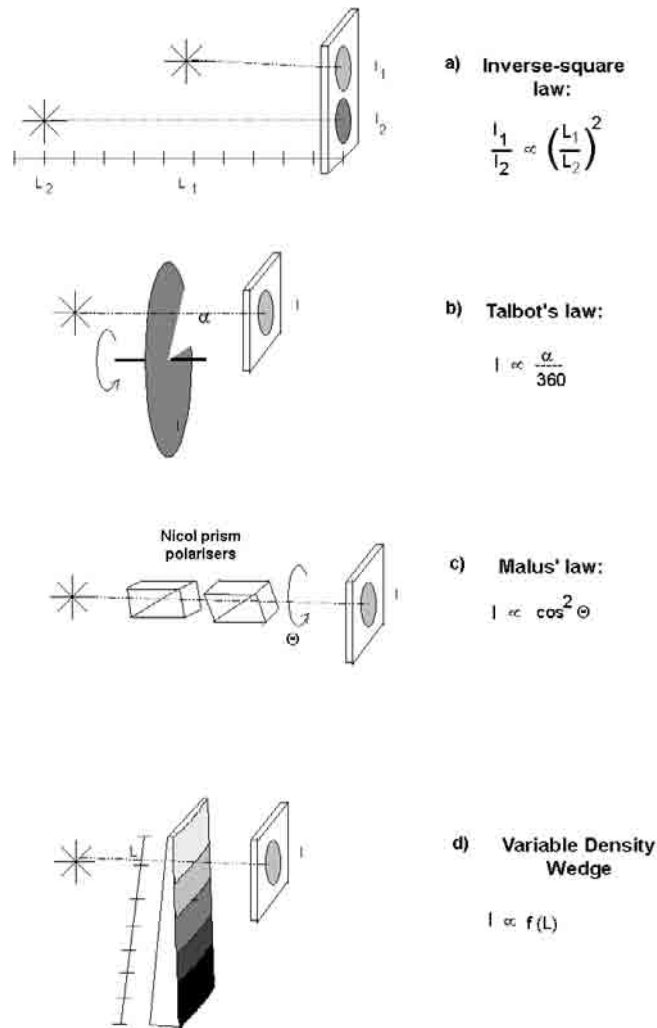 I₁
I₂
L₂ L₁
a) Inverse-square
law:
I₁/I₂ ∝ (L₁/L₂)²
α
I
b) Talbot's law:
I ∝ α/360
Nicol prism
polarisers
I
Θ
c) Malus' law:
I ∝ cos² Θ
L
I
d) Variable Density
Wedge
I ∝ f(L)